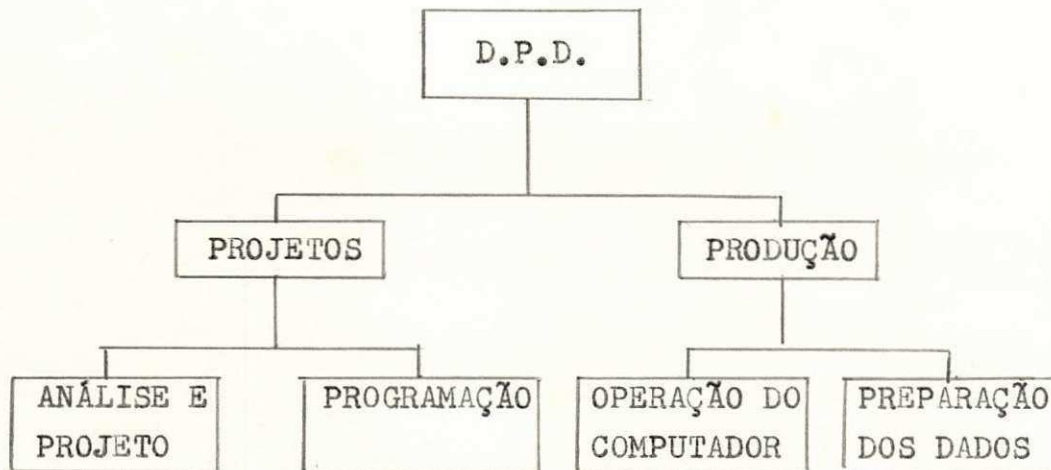 D.P.D.
PROJETOS
PRODUÇÃO
ANÁLISE E
PROJETO
PROGRAMAÇÃO
OPERAÇÃO DO
COMPUTADOR
PREPARAÇÃO
DOS DADOS